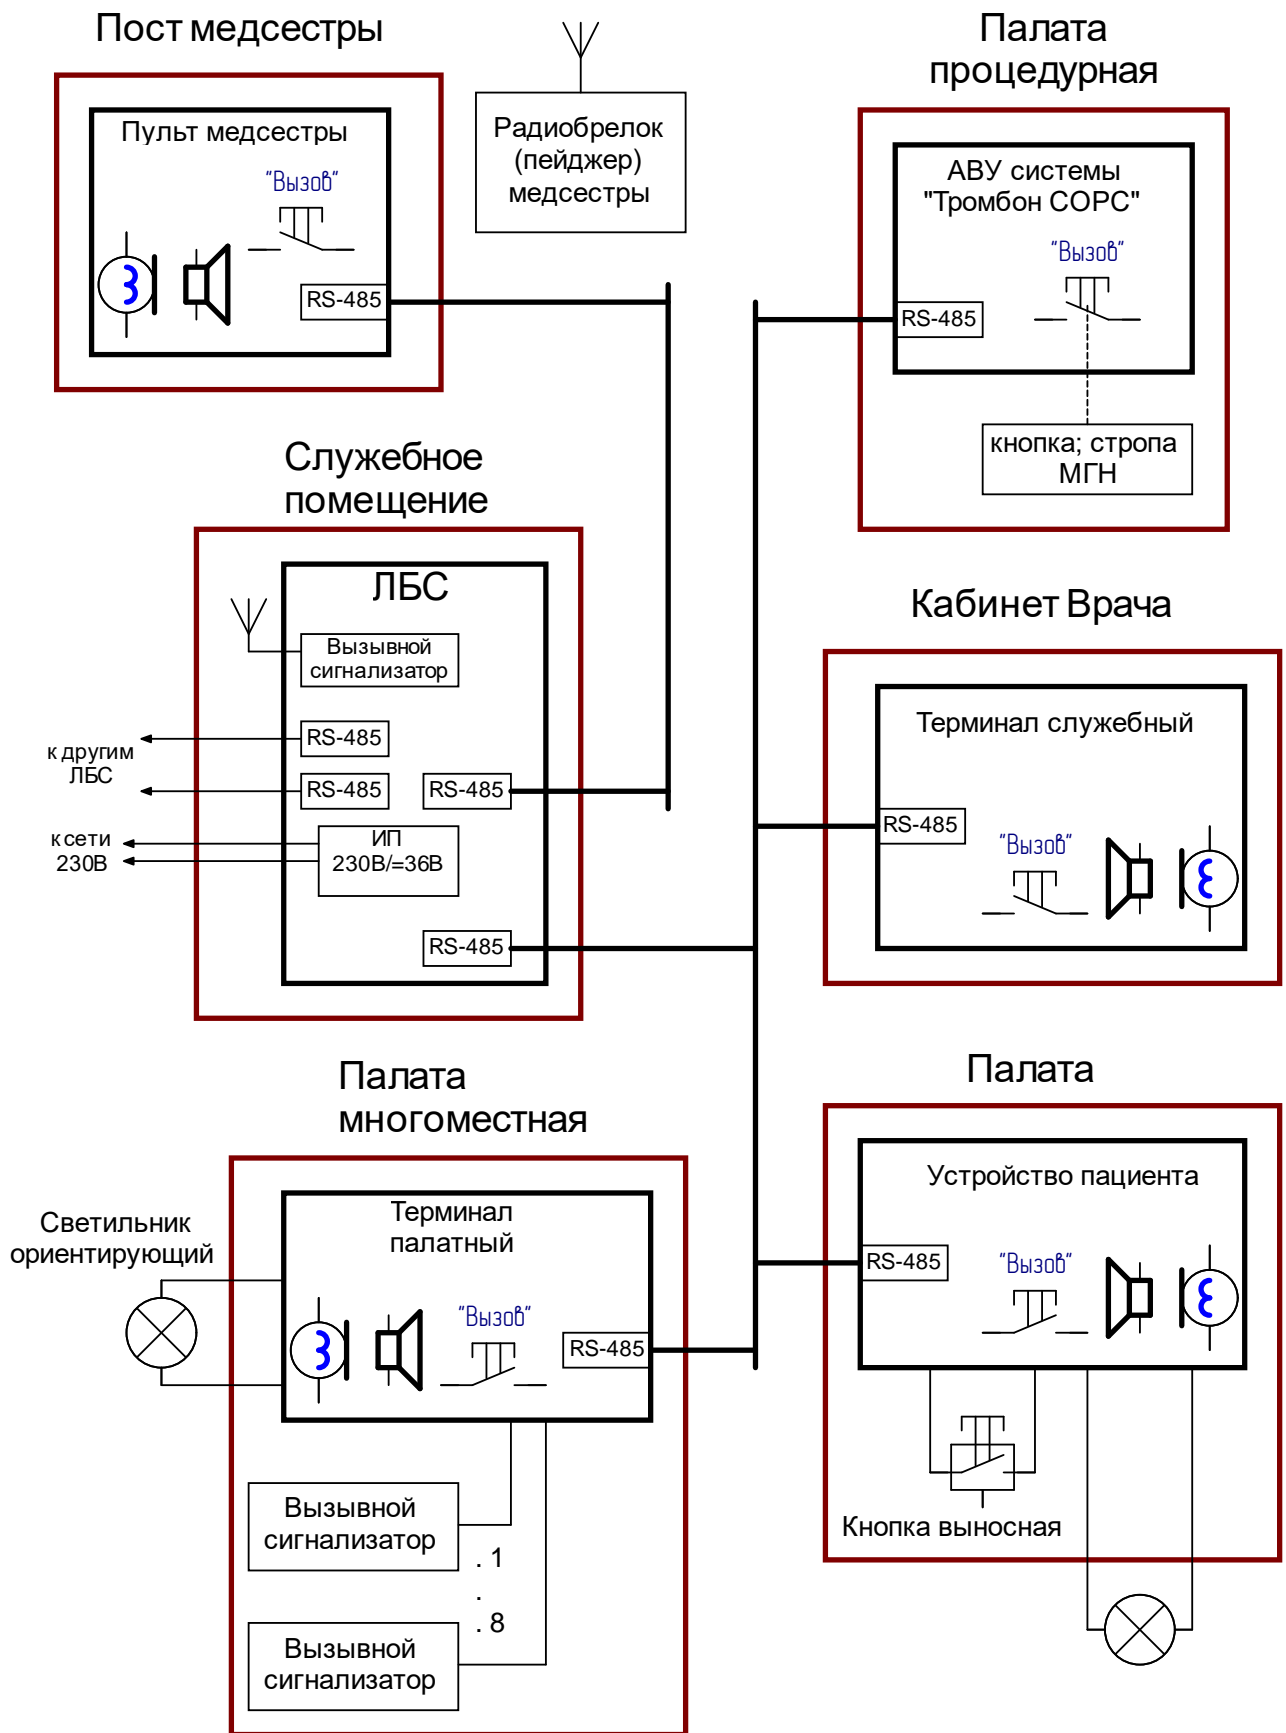 Пост медсестры
Пульт медсестры
"Вызов"
RS-485
Радиобрелок
(пейджер)
медсестры
Палата
процедурная
АВУ системы
"Тромбон СОРС"
"Вызов"
RS-485
кнопка; стропа
МГН
Служебное
помещение
ЛБС
Вызывной
сигнализатор
RS-485
RS-485
RS-485
к другим
ЛБС
к сети
230В
ИП
230В/=36В
RS-485
Кабинет Врача
Терминал служебный
RS-485
"Вызов"
Палата
многоместная
Терминал
палатный
"Вызов"
RS-485
Светильник
ориентирующий
Вызывной
сигнализатор
. 1
.
. 8
Вызывной
сигнализатор
Палата
Устройство пациента
RS-485
"Вызов"
Кнопка выносная